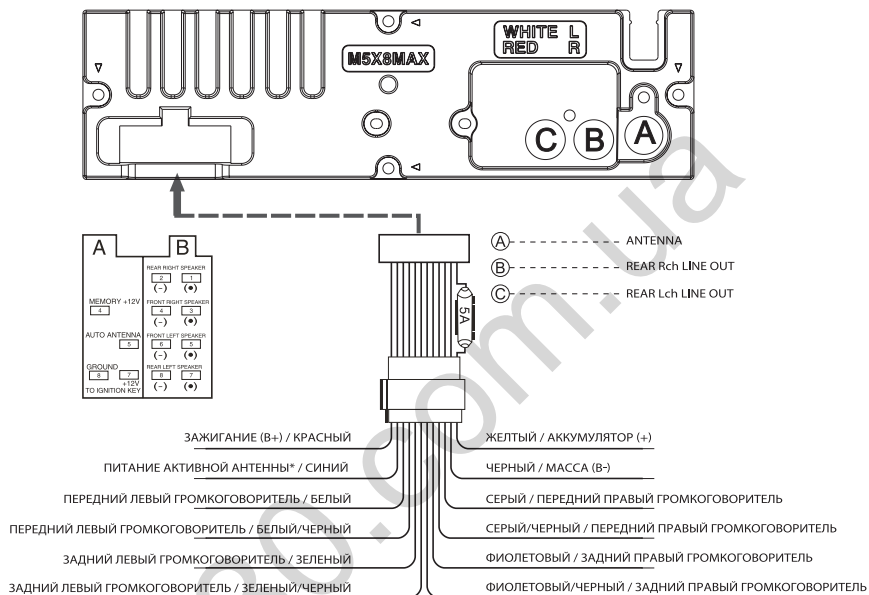 M5X8MAX
WHITE L
RED R
C B A
A B
REAR RIGHT SPEAKER
2 1
(-) (●)
MEMORY +12V
4
FRONT RIGHT SPEAKER
4 3
(-) (●)
AUTO ANTENNA
5
FRONT LEFT SPEAKER
6 5
(-) (●)
GROUND
8 7
+12V
TO IGNITION KEY
REAR LEFT SPEAKER
8 7
(-) (●)
A ANTENNA
B REAR Rch LINE OUT
C REAR Lch LINE OUT
5A
ЗАЖИГАНИЕ (B+) / КРАСНЫЙ
ЖЕЛТЫЙ / АККУМУЛЯТОР (+)
ПИТАНИЕ АКТИВНОЙ АНТЕННЫ* / СИНИЙ
ЧЕРНЫЙ / МАССА (B-)
ПЕРЕДНИЙ ЛЕВЫЙ ГРОМКОГОВОРИТЕЛЬ / БЕЛЫЙ
СЕРЫЙ / ПЕРЕДНИЙ ПРАВЫЙ ГРОМКОГОВОРИТЕЛЬ
ПЕРЕДНИЙ ЛЕВЫЙ ГРОМКОГОВОРИТЕЛЬ / БЕЛЫЙ/ЧЕРНЫЙ
СЕРЫЙ/ЧЕРНЫЙ / ПЕРЕДНИЙ ПРАВЫЙ ГРОМКОГОВОРИТЕЛЬ
ЗАДНИЙ ЛЕВЫЙ ГРОМКОГОВОРИТЕЛЬ / ЗЕЛЕНЫЙ
ФИОЛЕТОВЫЙ / ЗАДНИЙ ПРАВЫЙ ГРОМКОГОВОРИТЕЛЬ
ЗАДНИЙ ЛЕВЫЙ ГРОМКОГОВОРИТЕЛЬ / ЗЕЛЕНЫЙ/ЧЕРНЫЙ
ФИОЛЕТОВЫЙ/ЧЕРНЫЙ / ЗАДНИЙ ПРАВЫЙ ГРОМКОГОВОРИТЕЛЬ
20.com.ua